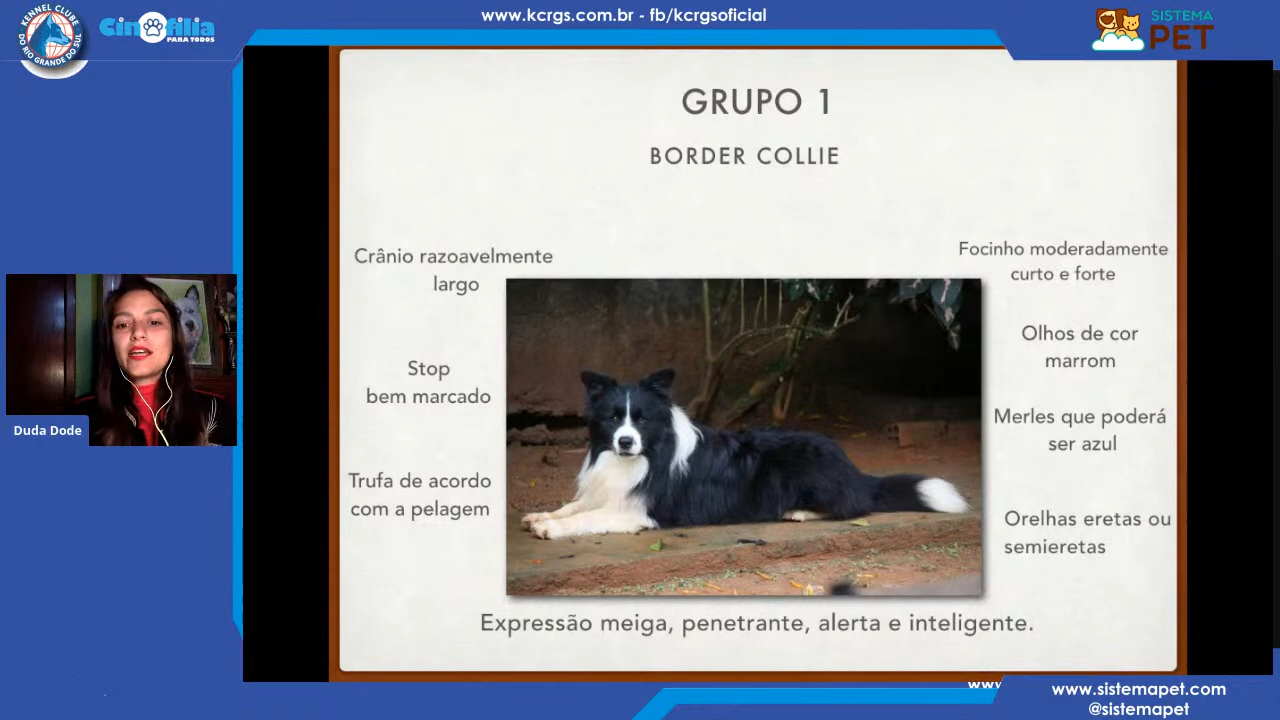 www.kcrgs.com.br - fb/kcrgsoficial
KENNEL CLUBE
DO RIO GRANDE DO SUL
Cinofilia
PARA TODOS
SISTEMA
PET
GRUPO 1
BORDER COLLIE
Crânio razoavelmente
largo
Stop
bem marcado
Trufa de acordo
com a pelagem
Focinho moderadamente
curto e forte
Olhos de cor
marrom
Merles que poderá
ser azul
Orelhas eretas ou
semieretas
Expressão meiga, penetrante, alerta e inteligente.
Duda Dode
www
www.sistemapet.com
@sistemapet